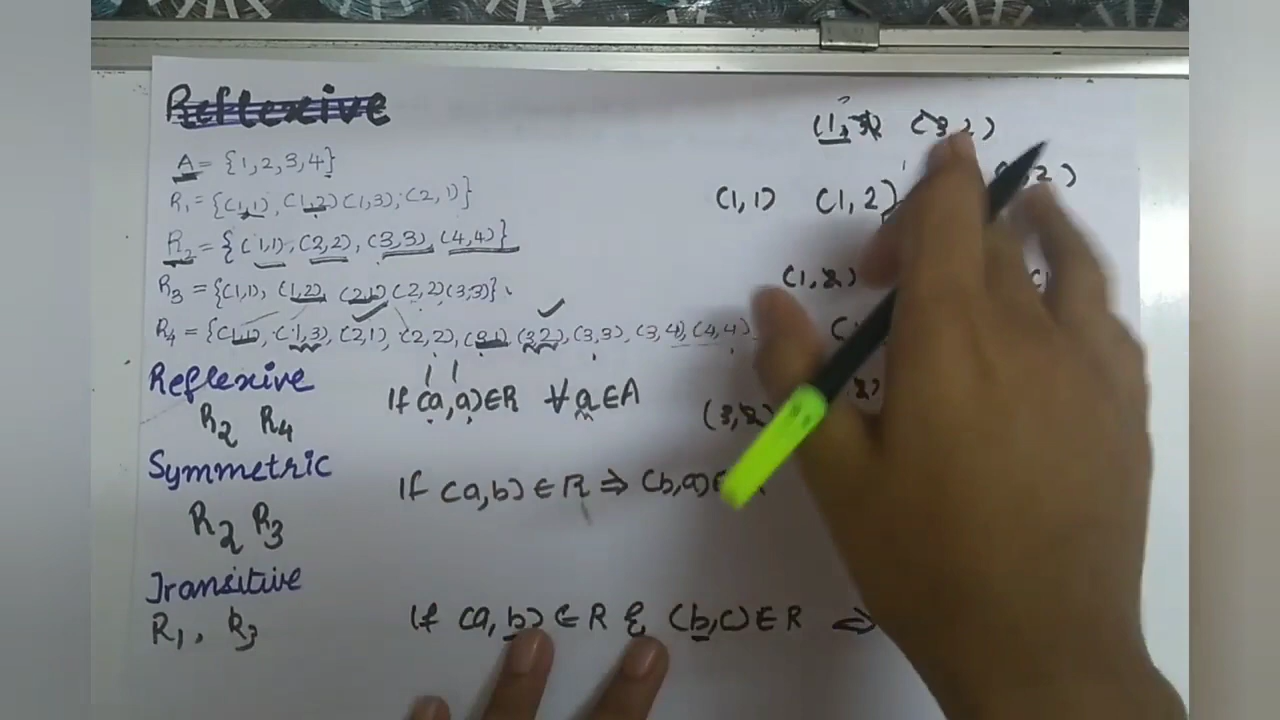 Reflexive
(1,3) (3,2)
A = {1,2,3,4}
(1,1) (1,2)
R1 = {(1,1), (1,2)(1,3), (2,1)}
R2 = {(1,1), (2,2), (3,3), (4,4)}
R3 = {(1,1), (1,2) (2,1) (2,2)(3,3)}
(1,2)
R4 = {(1,1), (1,3), (2,1), (2,2), (3,1) (3,2), (3,3), (3,4), (4,4)
Reflexive
If (a,a)∈R ∀ a∈A
R2 R4
(3,2)
Symmetric
If (a,b) ∈ R ⇒ (b,a)∈
R2 R3
Transitive
If (a,b) ∈ R & (b,c) ∈ R ⇒
R1, R3